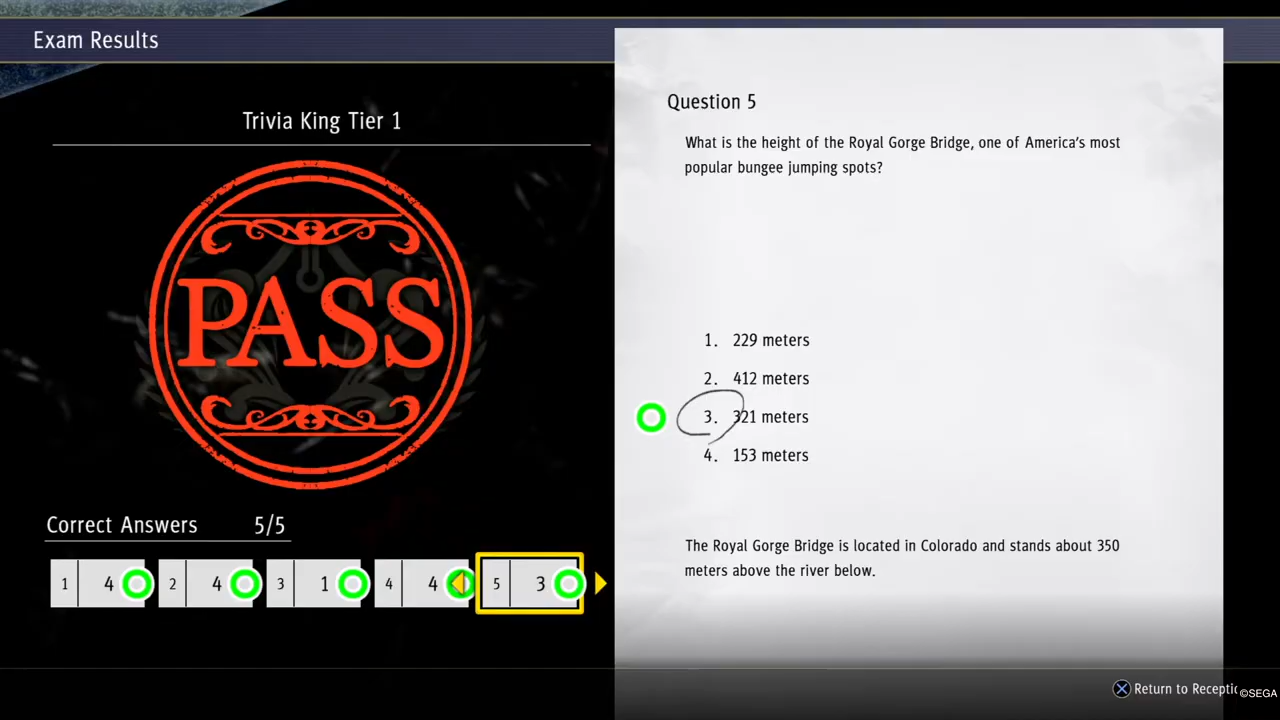 Exam Results
Trivia King Tier 1
PASS
Correct Answers 5/5
1 4 2 4 3 1 4 4 5 3
Question 5
What is the height of the Royal Gorge Bridge, one of America's most
popular bungee jumping spots?
1. 229 meters
2. 412 meters
3. 321 meters
4. 153 meters
The Royal Gorge Bridge is located in Colorado and stands about 350
meters above the river below.
Return to Receptic
©SEGA